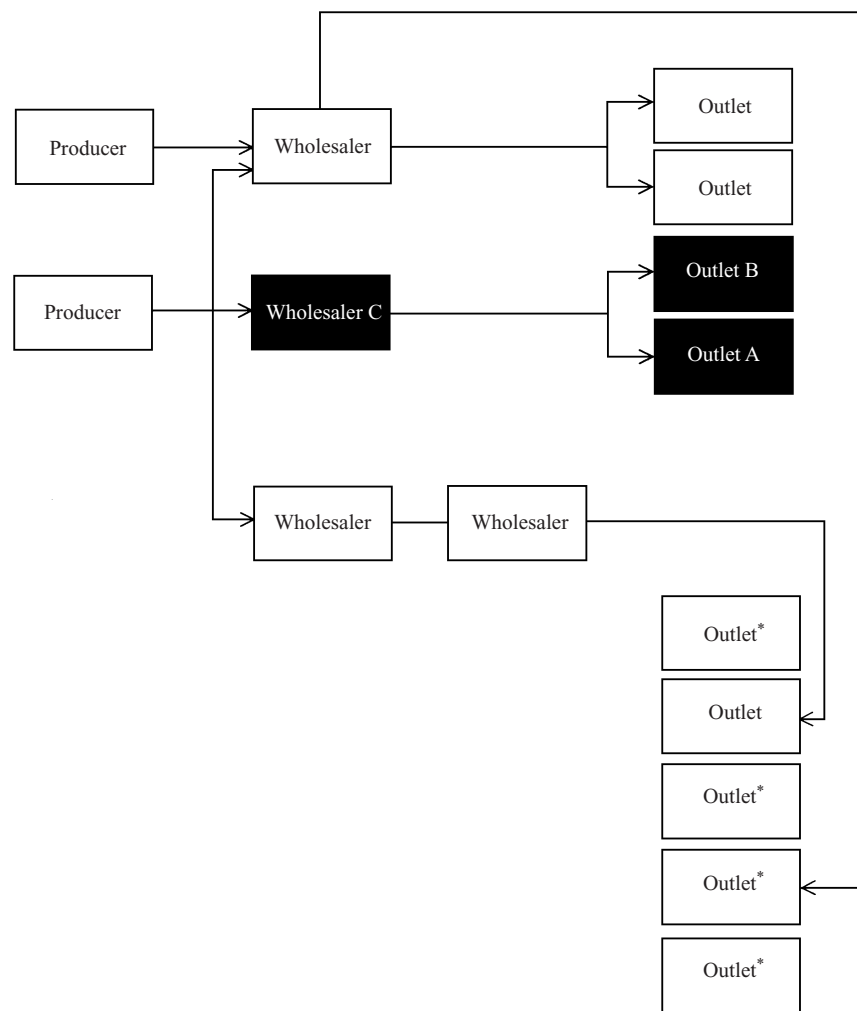 Outlet
Producer
Wholesaler
Outlet
Outlet B
Producer
Wholesaler C
Outlet A
Wholesaler
Wholesaler
Outlet*
Outlet
Outlet*
Outlet*
Outlet*